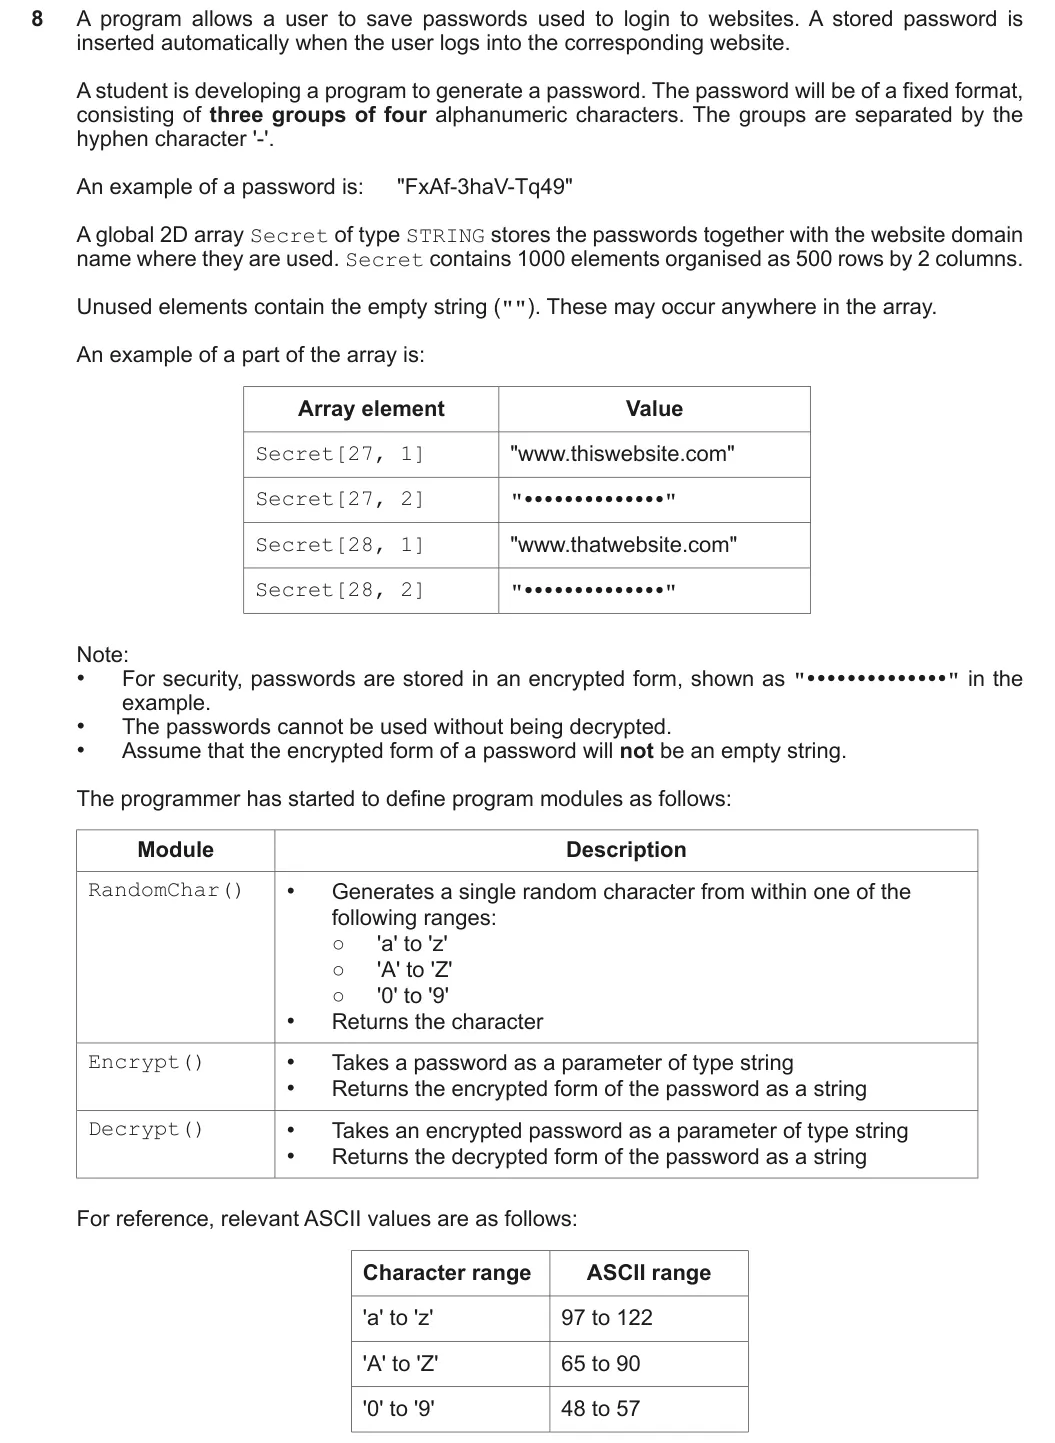 8 A program allows a user to save passwords used to login to websites. A stored password is
inserted automatically when the user logs into the corresponding website.
A student is developing a program to generate a password. The password will be of a fixed format,
consisting of three groups of four alphanumeric characters. The groups are separated by the
hyphen character '-'.
An example of a password is: "FxAf-3haV-Tq49"
A global 2D array Secret of type STRING stores the passwords together with the website domain
name where they are used. Secret contains 1000 elements organised as 500 rows by 2 columns.
Unused elements contain the empty string (""). These may occur anywhere in the array.
An example of a part of the array is:
Array element Value
Secret[27, 1] "www.thiswebsite.com"
Secret[27, 2] "••••••••••••••"
Secret[28, 1] "www.thatwebsite.com"
Secret[28, 2] "••••••••••••••"
Note:
• For security, passwords are stored in an encrypted form, shown as "••••••••••••••" in the
example.
• The passwords cannot be used without being decrypted.
• Assume that the encrypted form of a password will not be an empty string.
The programmer has started to define program modules as follows:
Module Description
RandomChar() • Generates a single random character from within one of the
following ranges:
○ 'a' to 'z'
○ 'A' to 'Z'
○ '0' to '9'
• Returns the character
Encrypt() • Takes a password as a parameter of type string
• Returns the encrypted form of the password as a string
Decrypt() • Takes an encrypted password as a parameter of type string
• Returns the decrypted form of the password as a string
For reference, relevant ASCII values are as follows:
Character range ASCII range
'a' to 'z' 97 to 122
'A' to 'Z' 65 to 90
'0' to '9' 48 to 57